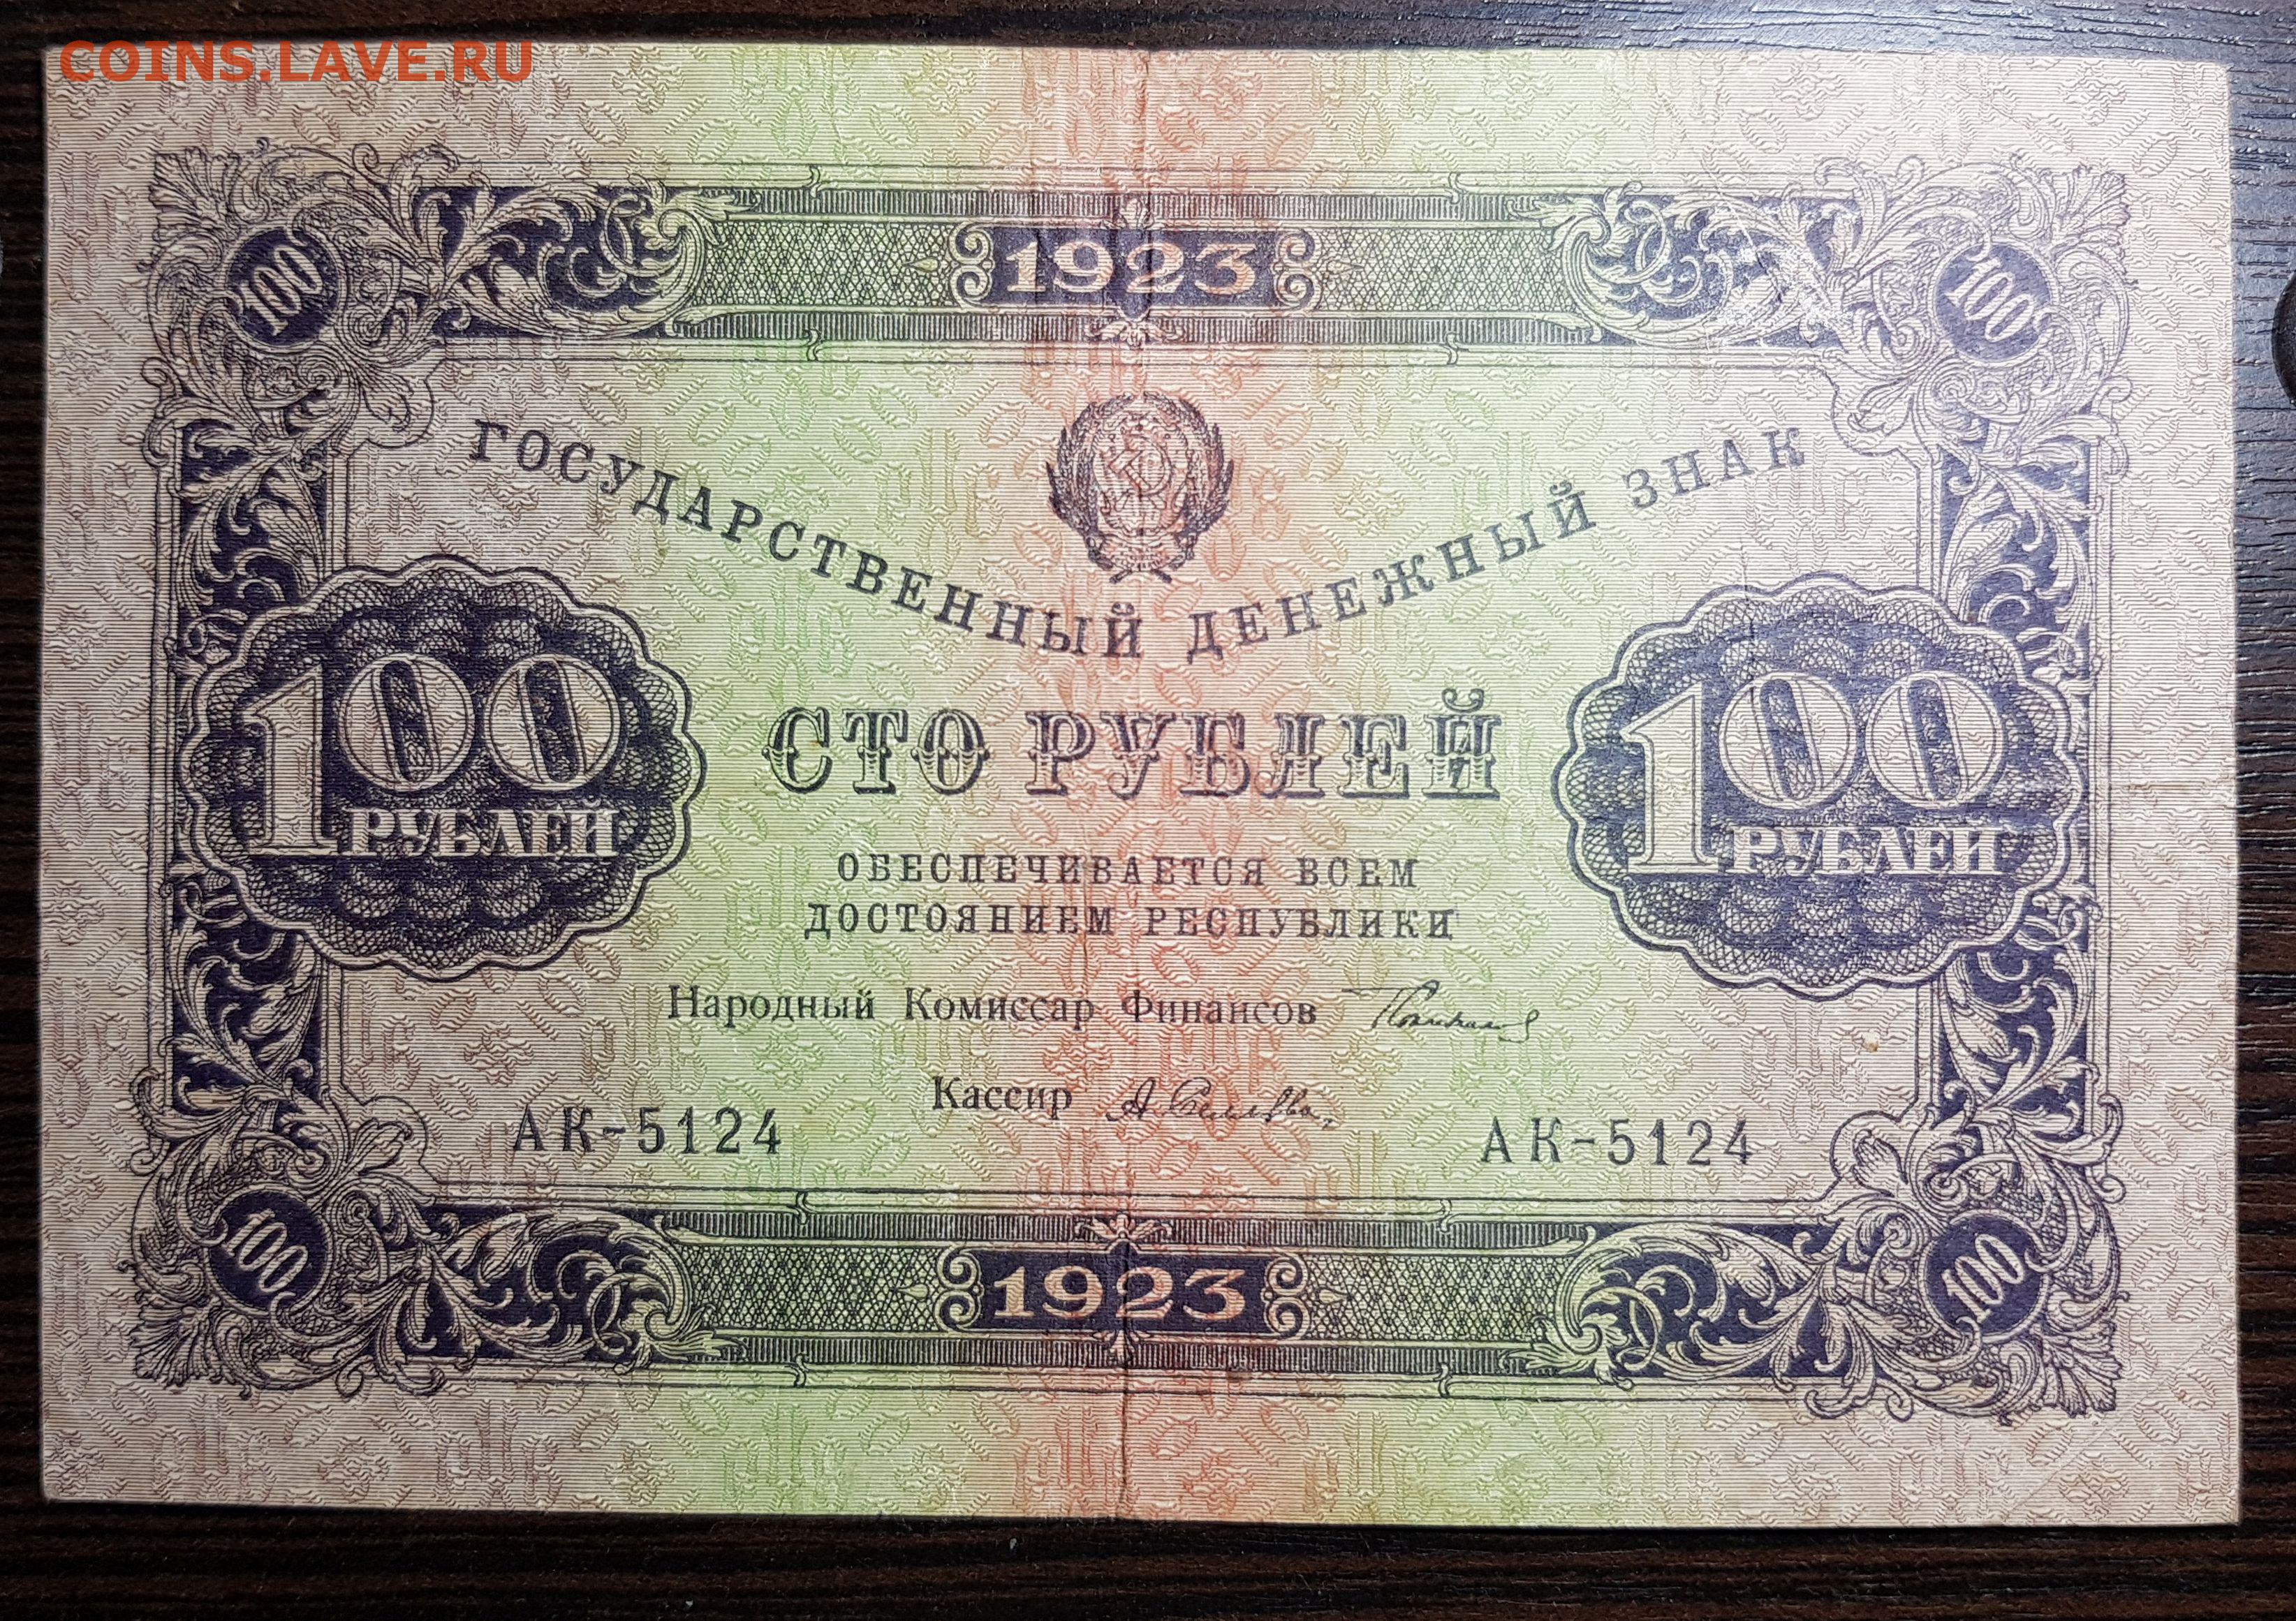 COINS.LAVE.RU
1923
100 100
ГОСУДАРСТВЕННЫЙ ДЕНЕЖНЫЙ ЗНАК
100 РУБЛЕЙ
СТО РУБЛЕЙ
100 РУБЛЕЙ
ОБЕСПЕЧИВАЕТСЯ ВСЕМ
ДОСТОЯНИЕМ РЕСПУБЛИКИ
Народный Комиссар Финансов
Кассир
АК-5124 АК-5124
100 100
1923